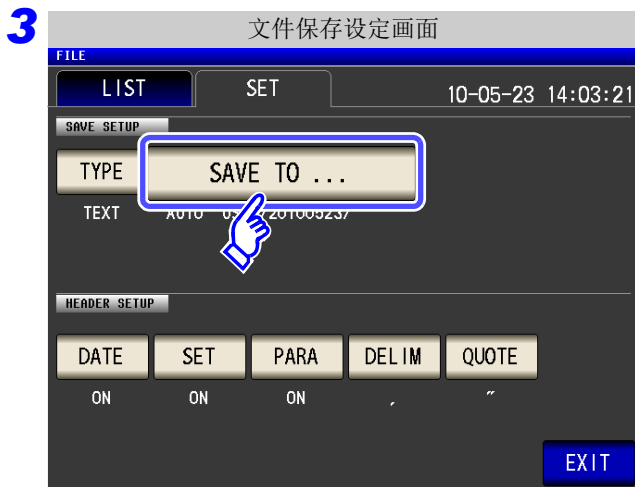 3
文件保存设定画面
FILE
LIST SET 10-05-23 14:03:21
SAVE SETUP
TYPE SAVE TO ...
TEXT AUTO
HEADER SETUP
DATE SET PARA DELIM QUOTE
ON ON ON , "
EXIT